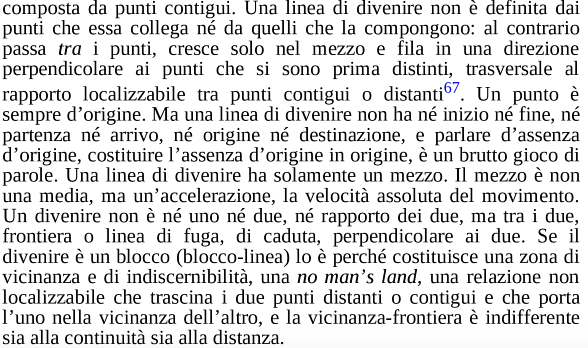 composta da punti contigui. Una linea di divenire non è definita dai
punti che essa collega né da quelli che la compongono: al contrario
passa tra i punti, cresce solo nel mezzo e fila in una direzione
perpendicolare ai punti che si sono prima distinti, trasversale al
rapporto localizzabile tra punti contigui o distanti67. Un punto è
sempre d’origine. Ma una linea di divenire non ha né inizio né fine, né
partenza né arrivo, né origine né destinazione, e parlare d’assenza
d’origine, costituire l’assenza d’origine in origine, è un brutto gioco di
parole. Una linea di divenire ha solamente un mezzo. Il mezzo è non
una media, ma un’accelerazione, la velocità assoluta del movimento.
Un divenire non è né uno né due, né rapporto dei due, ma tra i due,
frontiera o linea di fuga, di caduta, perpendicolare ai due. Se il
divenire è un blocco (blocco-linea) lo è perché costituisce una zona di
vicinanza e di indiscernibilità, una no man’s land, una relazione non
localizzabile che trascina i due punti distanti o contigui e che porta
l’uno nella vicinanza dell’altro, e la vicinanza-frontiera è indifferente
sia alla continuità sia alla distanza.